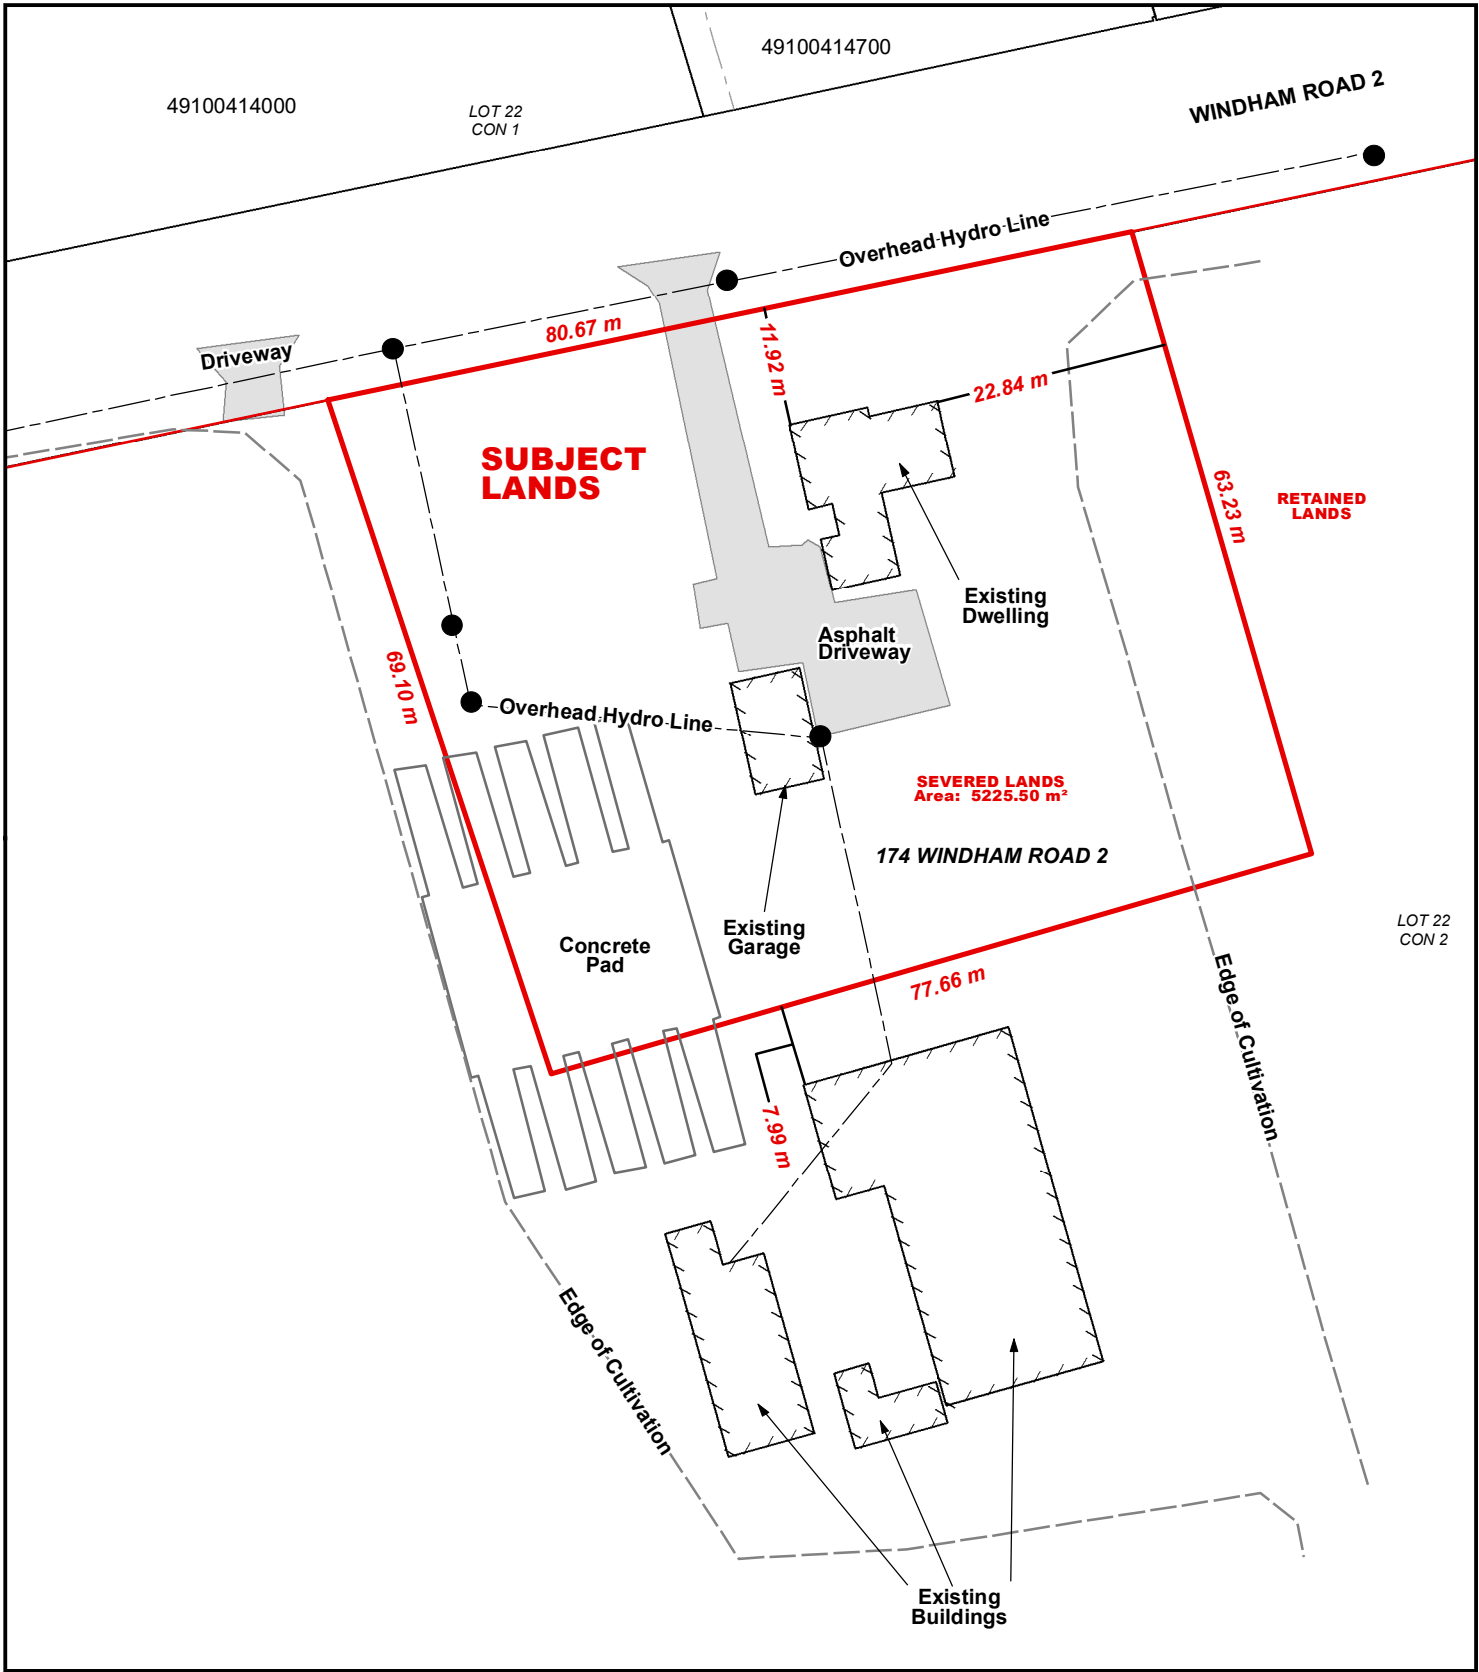 49100414700
49100414000
LOT 22
CON 1
WINDHAM ROAD 2
Overhead Hydro Line
80.67 m
Driveway
11.92 m
22.84 m
SUBJECT
LANDS
63.23 m
RETAINED
LANDS
Existing
Dwelling
Asphalt
Driveway
69.10 m
Overhead Hydro Line
SEVERED LANDS
Area: 5225.50 m²
174 WINDHAM ROAD 2
Existing
Garage
Concrete
Pad
LOT 22
CON 2
77.66 m
Edge of Cultivation
7.99 m
Edge of Cultivation
Existing
Buildings